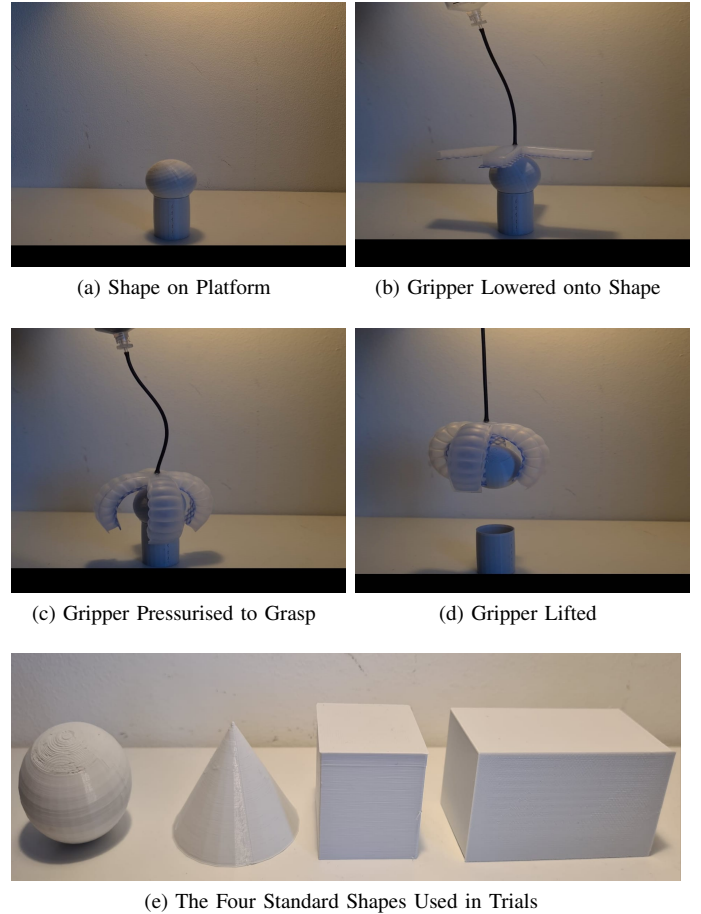 (a) Shape on Platform
(b) Gripper Lowered onto Shape
(c) Gripper Pressurised to Grasp
(d) Gripper Lifted
(e) The Four Standard Shapes Used in Trials